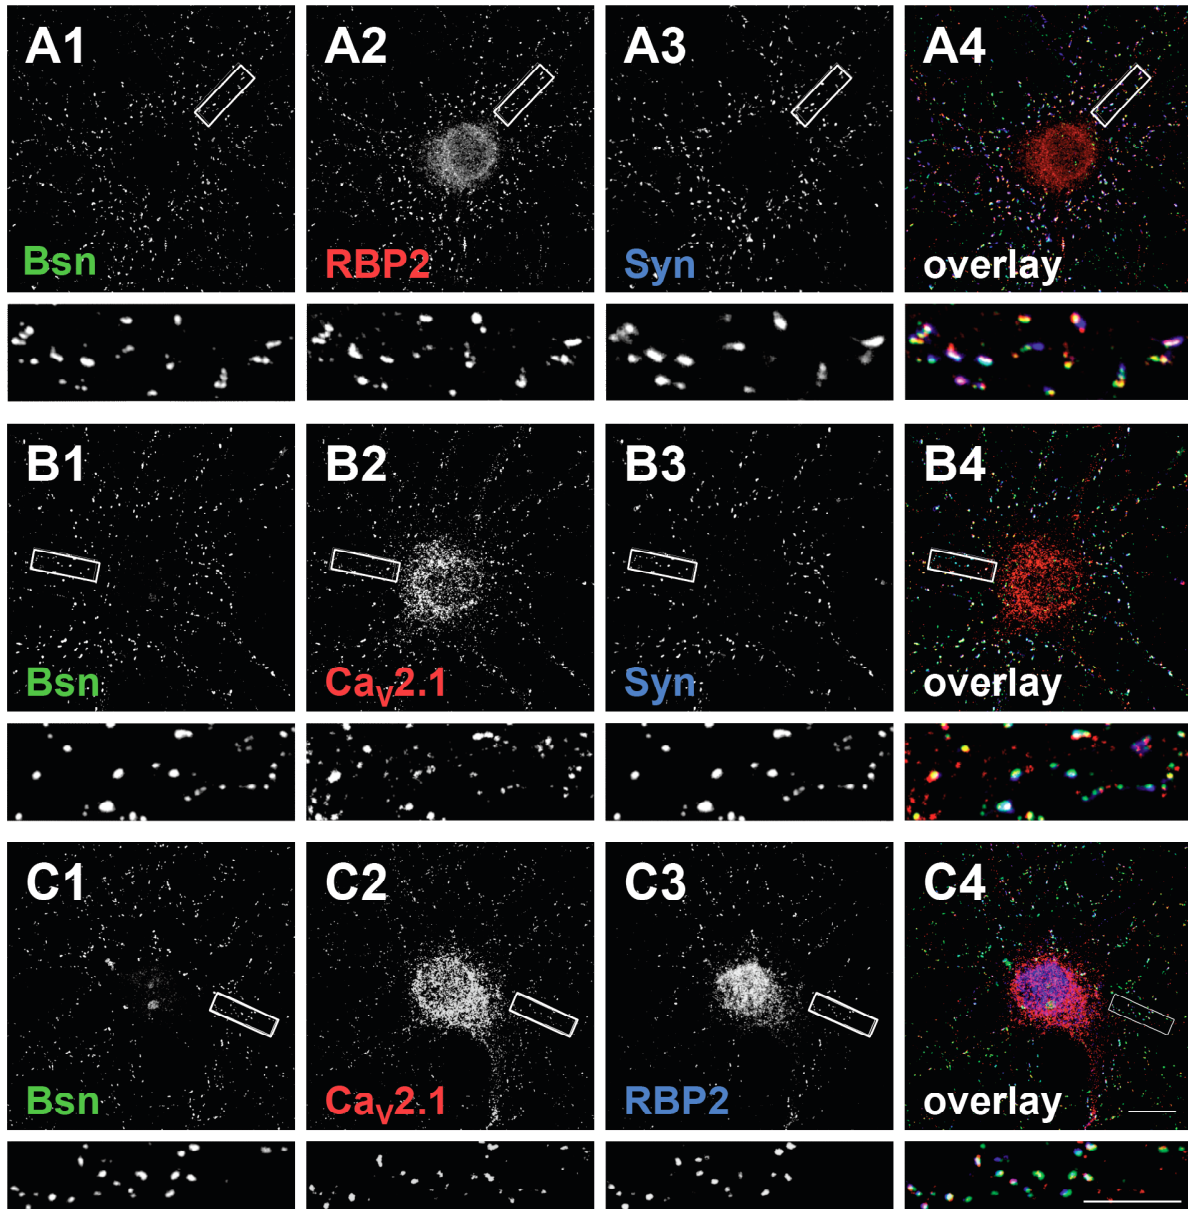 A1 A2 A3 A4
Bsn RBP2 Syn overlay
B1 B2 B3 B4
Bsn CaV2.1 Syn overlay
C1 C2 C3 C4
Bsn CaV2.1 RBP2 overlay